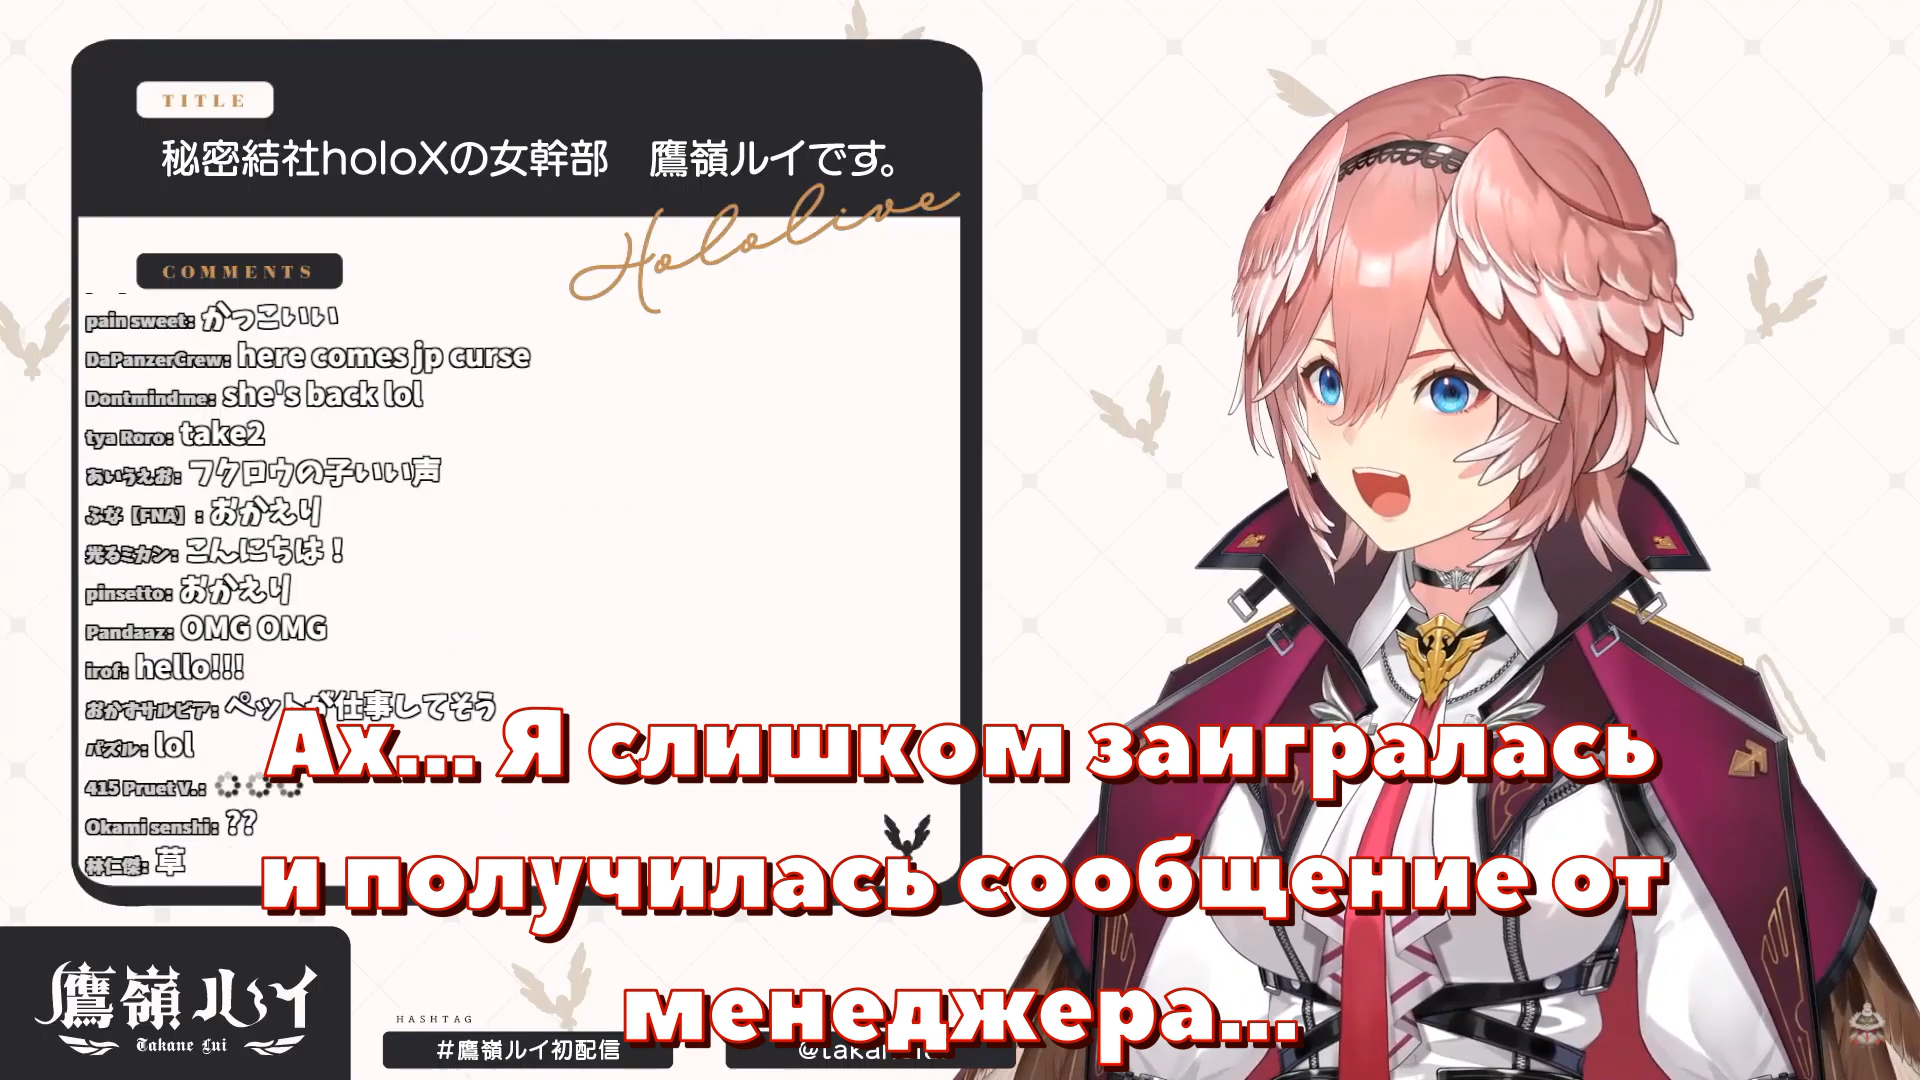 TITLE
秘密結社holoXの女幹部　鷹嶺ルイです。
Hololive
COMMENTS
pain sweet: かっこいい
DaPanzerCrew: here comes jp curse
Dontmindme: she's back lol
tya Roro: take2
あいうえお: フクロウの子いい声
ふな【FNA】: おかえり
光るミカン: こんにちは！
pinsetto: おかえり
Pandaaz: OMG OMG
irof: hello!!!
おかずサルビア: ペットが仕事してそう
パズル: lol
415 Pruet V.:
Okami senshi: ??
林仁傑: 草
Ах... Я слишком заигралась
и получилась сообщение от
менеджера...
鷹嶺ルイ
Takane Lui
HASHTAG
#鷹嶺ルイ初配信